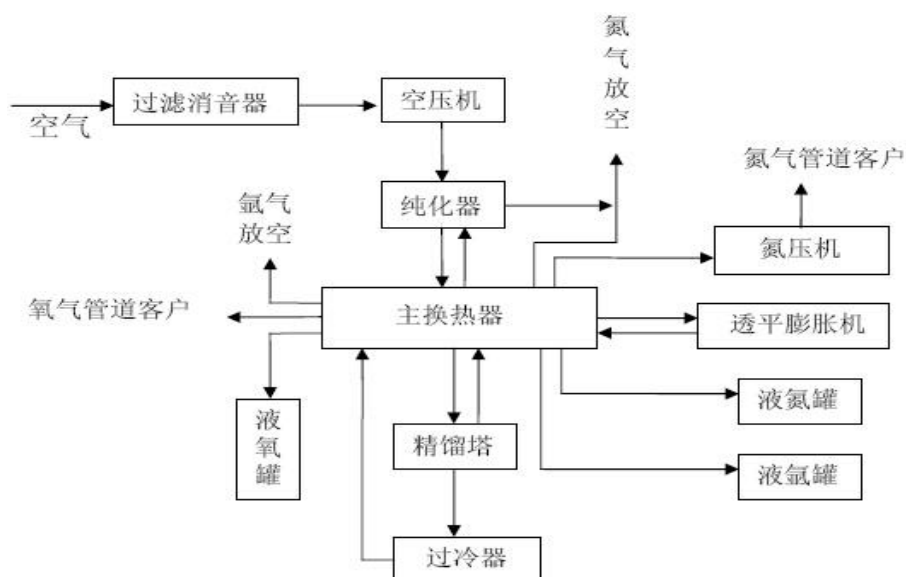 氮
气
放
空
过滤消音器
空压机
空气
氮气管道客户
纯化器
氩气
放空
氮压机
氧气管道客户
主换热器
透平膨胀机
液
氧
罐
液氮罐
精馏塔
液氩罐
过冷器